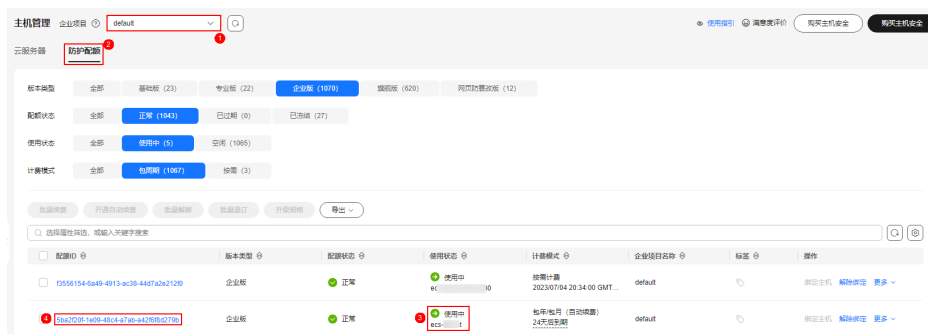 主机管理 企业项目 default 使用指引 满意度评价 购买主机安全 购买主机安全
1
云服务器 防护配额 2
版本类型 全部 基础版 (23) 专业版 (22) 企业版 (1070) 旗舰版 (620) 网页防篡改版 (12)
配额状态 全部 正常 (1043) 已过期 (0) 已冻结 (27)
使用状态 全部 使用中 (5) 空闲 (1065)
计费模式 全部 包周期 (1067) 按需 (3)
批量续费 开通自动续费 批量解绑 批量退订 升级规格 导出
选择属性筛选，或输入关键字搜索
配额ID 版本类型 配额状态 使用状态 计费模式 企业项目名称 标签 操作
f3556154-6a49-4913-ac38-44d7a2e212f0 企业版 正常 使用中 按需计费 default 绑定主机 解除绑定 更多
2023/07/04 20:34:00 GMT...
4 5ba2f20f-1e09-48c4-a7ab-a42f6f8d279b 企业版 正常 3 使用中 包年/包月 (自动续费) default 绑定主机 解除绑定 更多
ecs- t 24天后到期